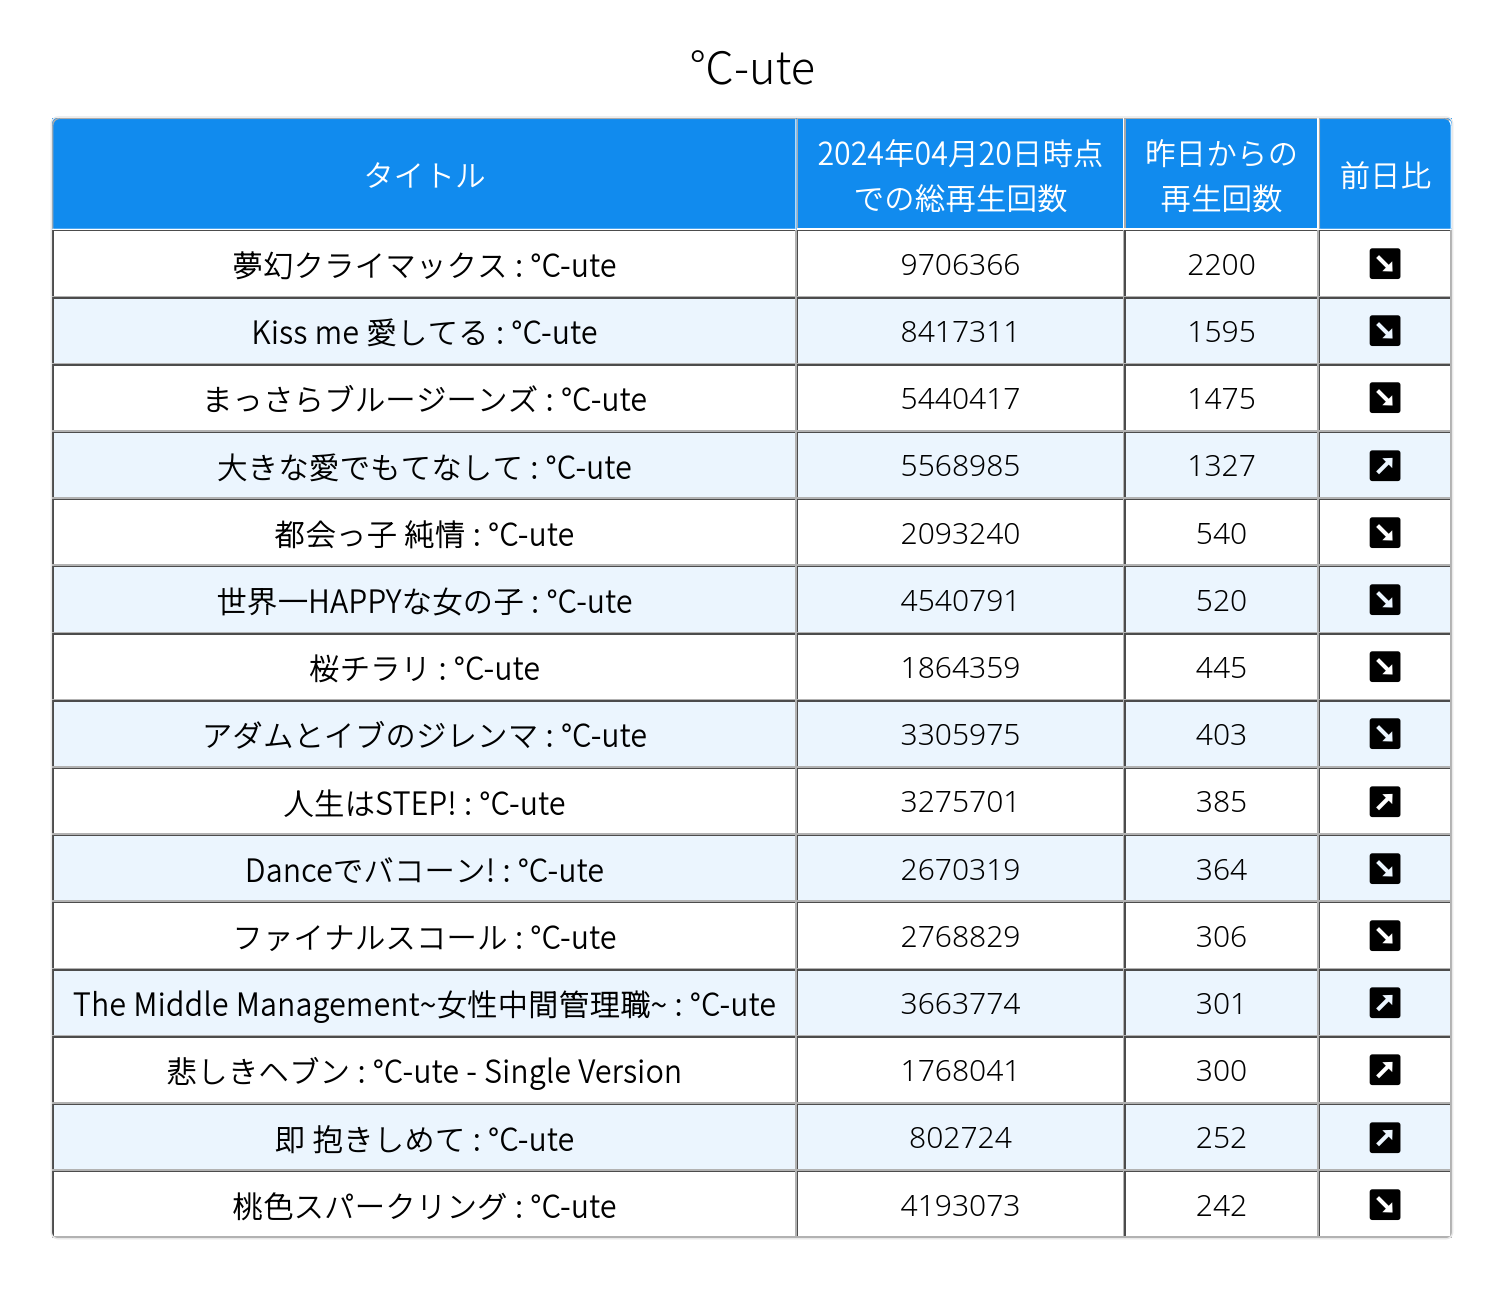 ℃-ute
タイトル
2024年04月20日時点
での総再生回数
昨日からの
再生回数
前日比
夢幻クライマックス : ℃-ute 9706366 2200 ↘
Kiss me 愛してる : ℃-ute 8417311 1595 ↘
まっさらブルージーンズ : ℃-ute 5440417 1475 ↘
大きな愛でもてなして : ℃-ute 5568985 1327 ↗
都会っ子 純情 : ℃-ute 2093240 540 ↘
世界一HAPPYな女の子 : ℃-ute 4540791 520 ↘
桜チラリ : ℃-ute 1864359 445 ↘
アダムとイブのジレンマ : ℃-ute 3305975 403 ↘
人生はSTEP! : ℃-ute 3275701 385 ↗
Danceでバコーン! : ℃-ute 2670319 364 ↘
ファイナルスコール : ℃-ute 2768829 306 ↘
The Middle Management~女性中間管理職~ : ℃-ute 3663774 301 ↗
悲しきヘブン : ℃-ute - Single Version 1768041 300 ↗
即 抱きしめて : ℃-ute 802724 252 ↗
桃色スパークリング : ℃-ute 4193073 242 ↘